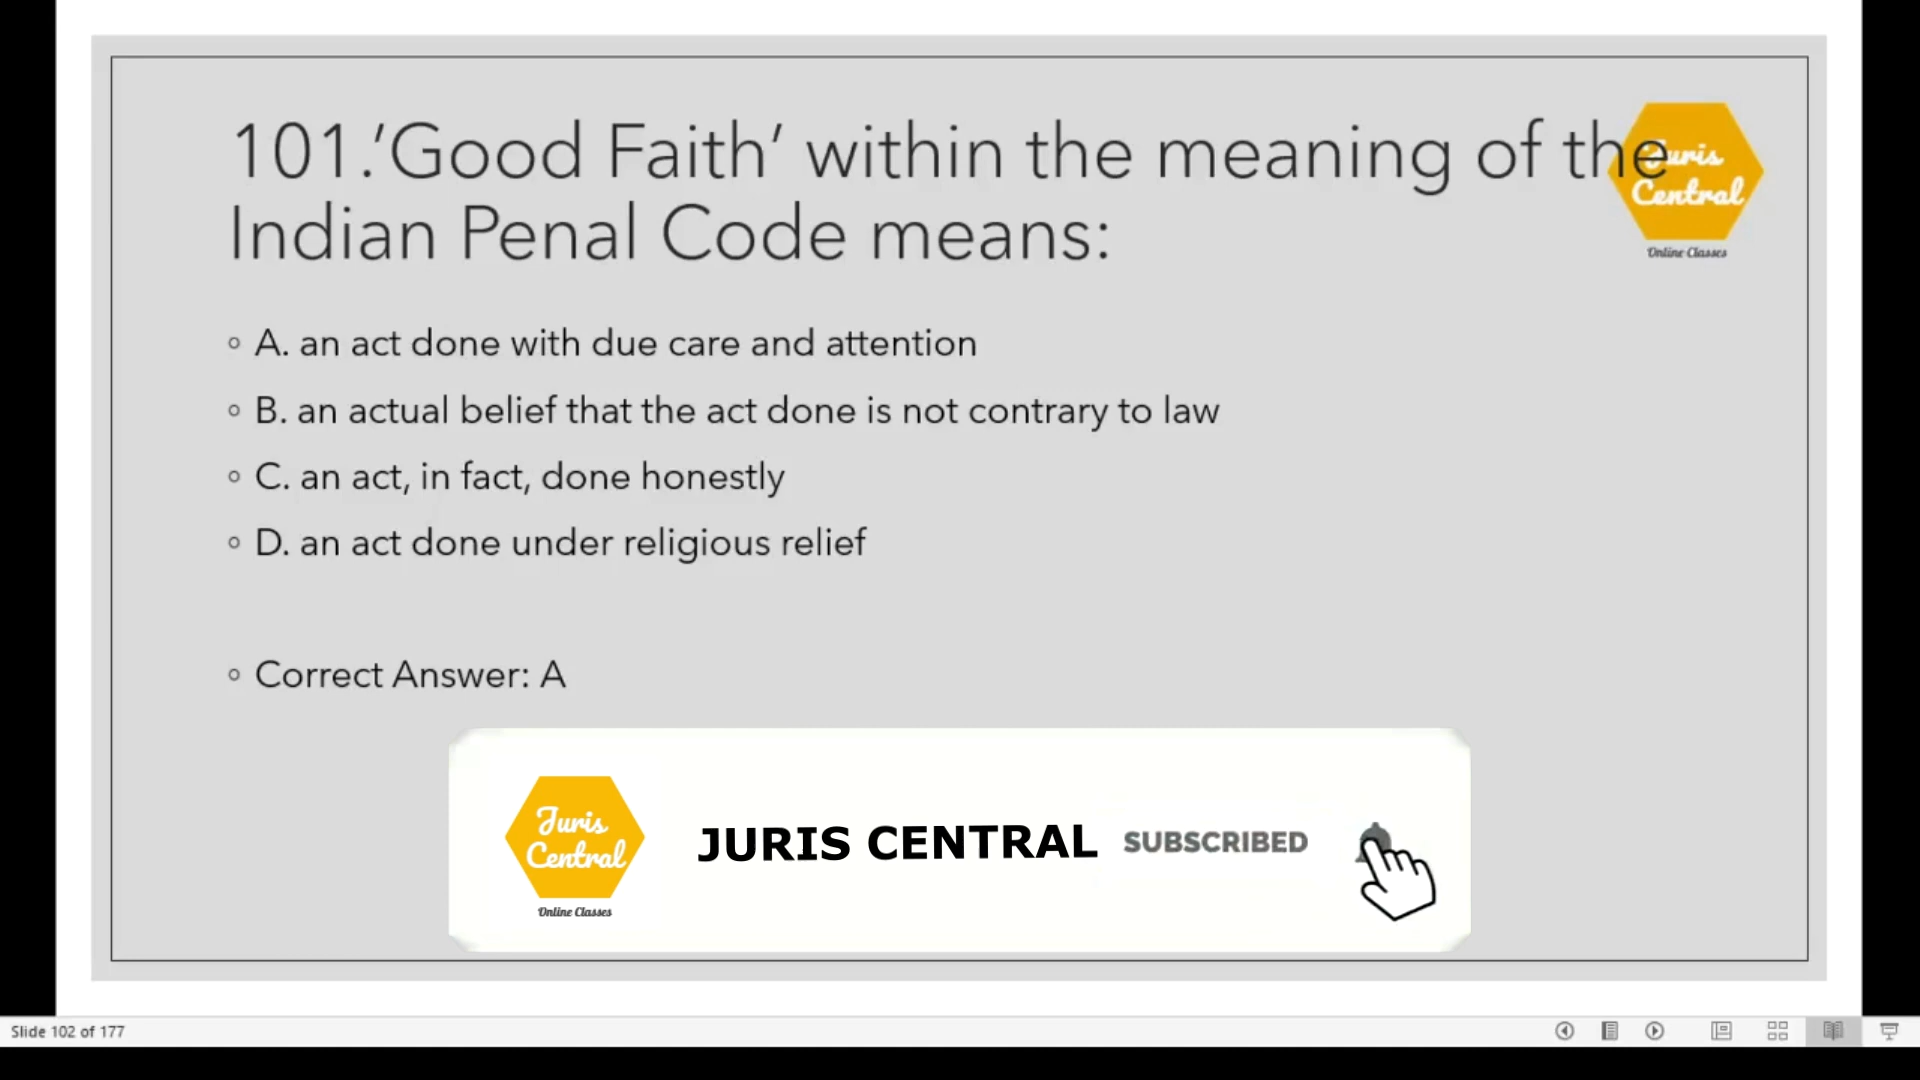 101.’Good Faith’ within the meaning of the
Indian Penal Code means:
Juris
Central
Online Classes
A. an act done with due care and attention
B. an actual belief that the act done is not contrary to law
C. an act, in fact, done honestly
D. an act done under religious relief
Correct Answer: A
Juris
Central
Online Classes
JURIS CENTRAL SUBSCRIBED
Slide 102 of 177